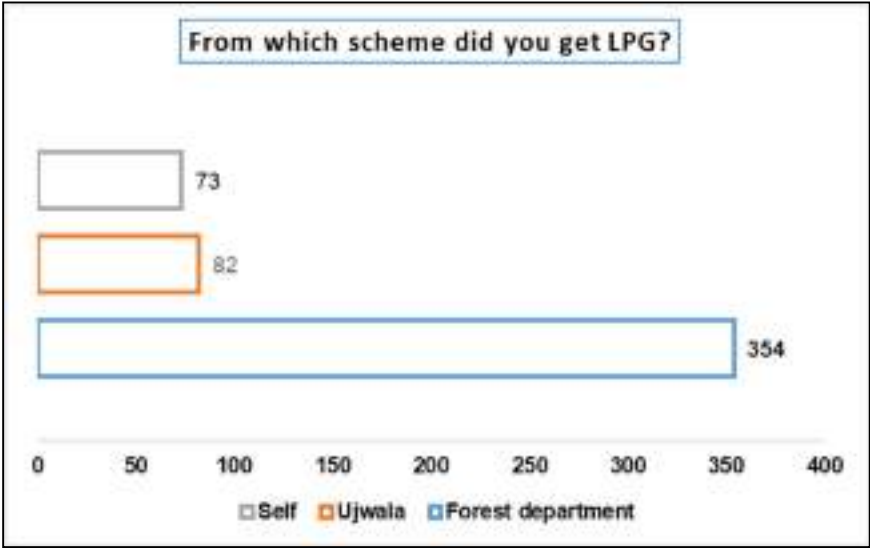 From which scheme did you get LPG?
73
82
354
0 50 100 150 200 250 300 350 400
Self Ujwala Forest department